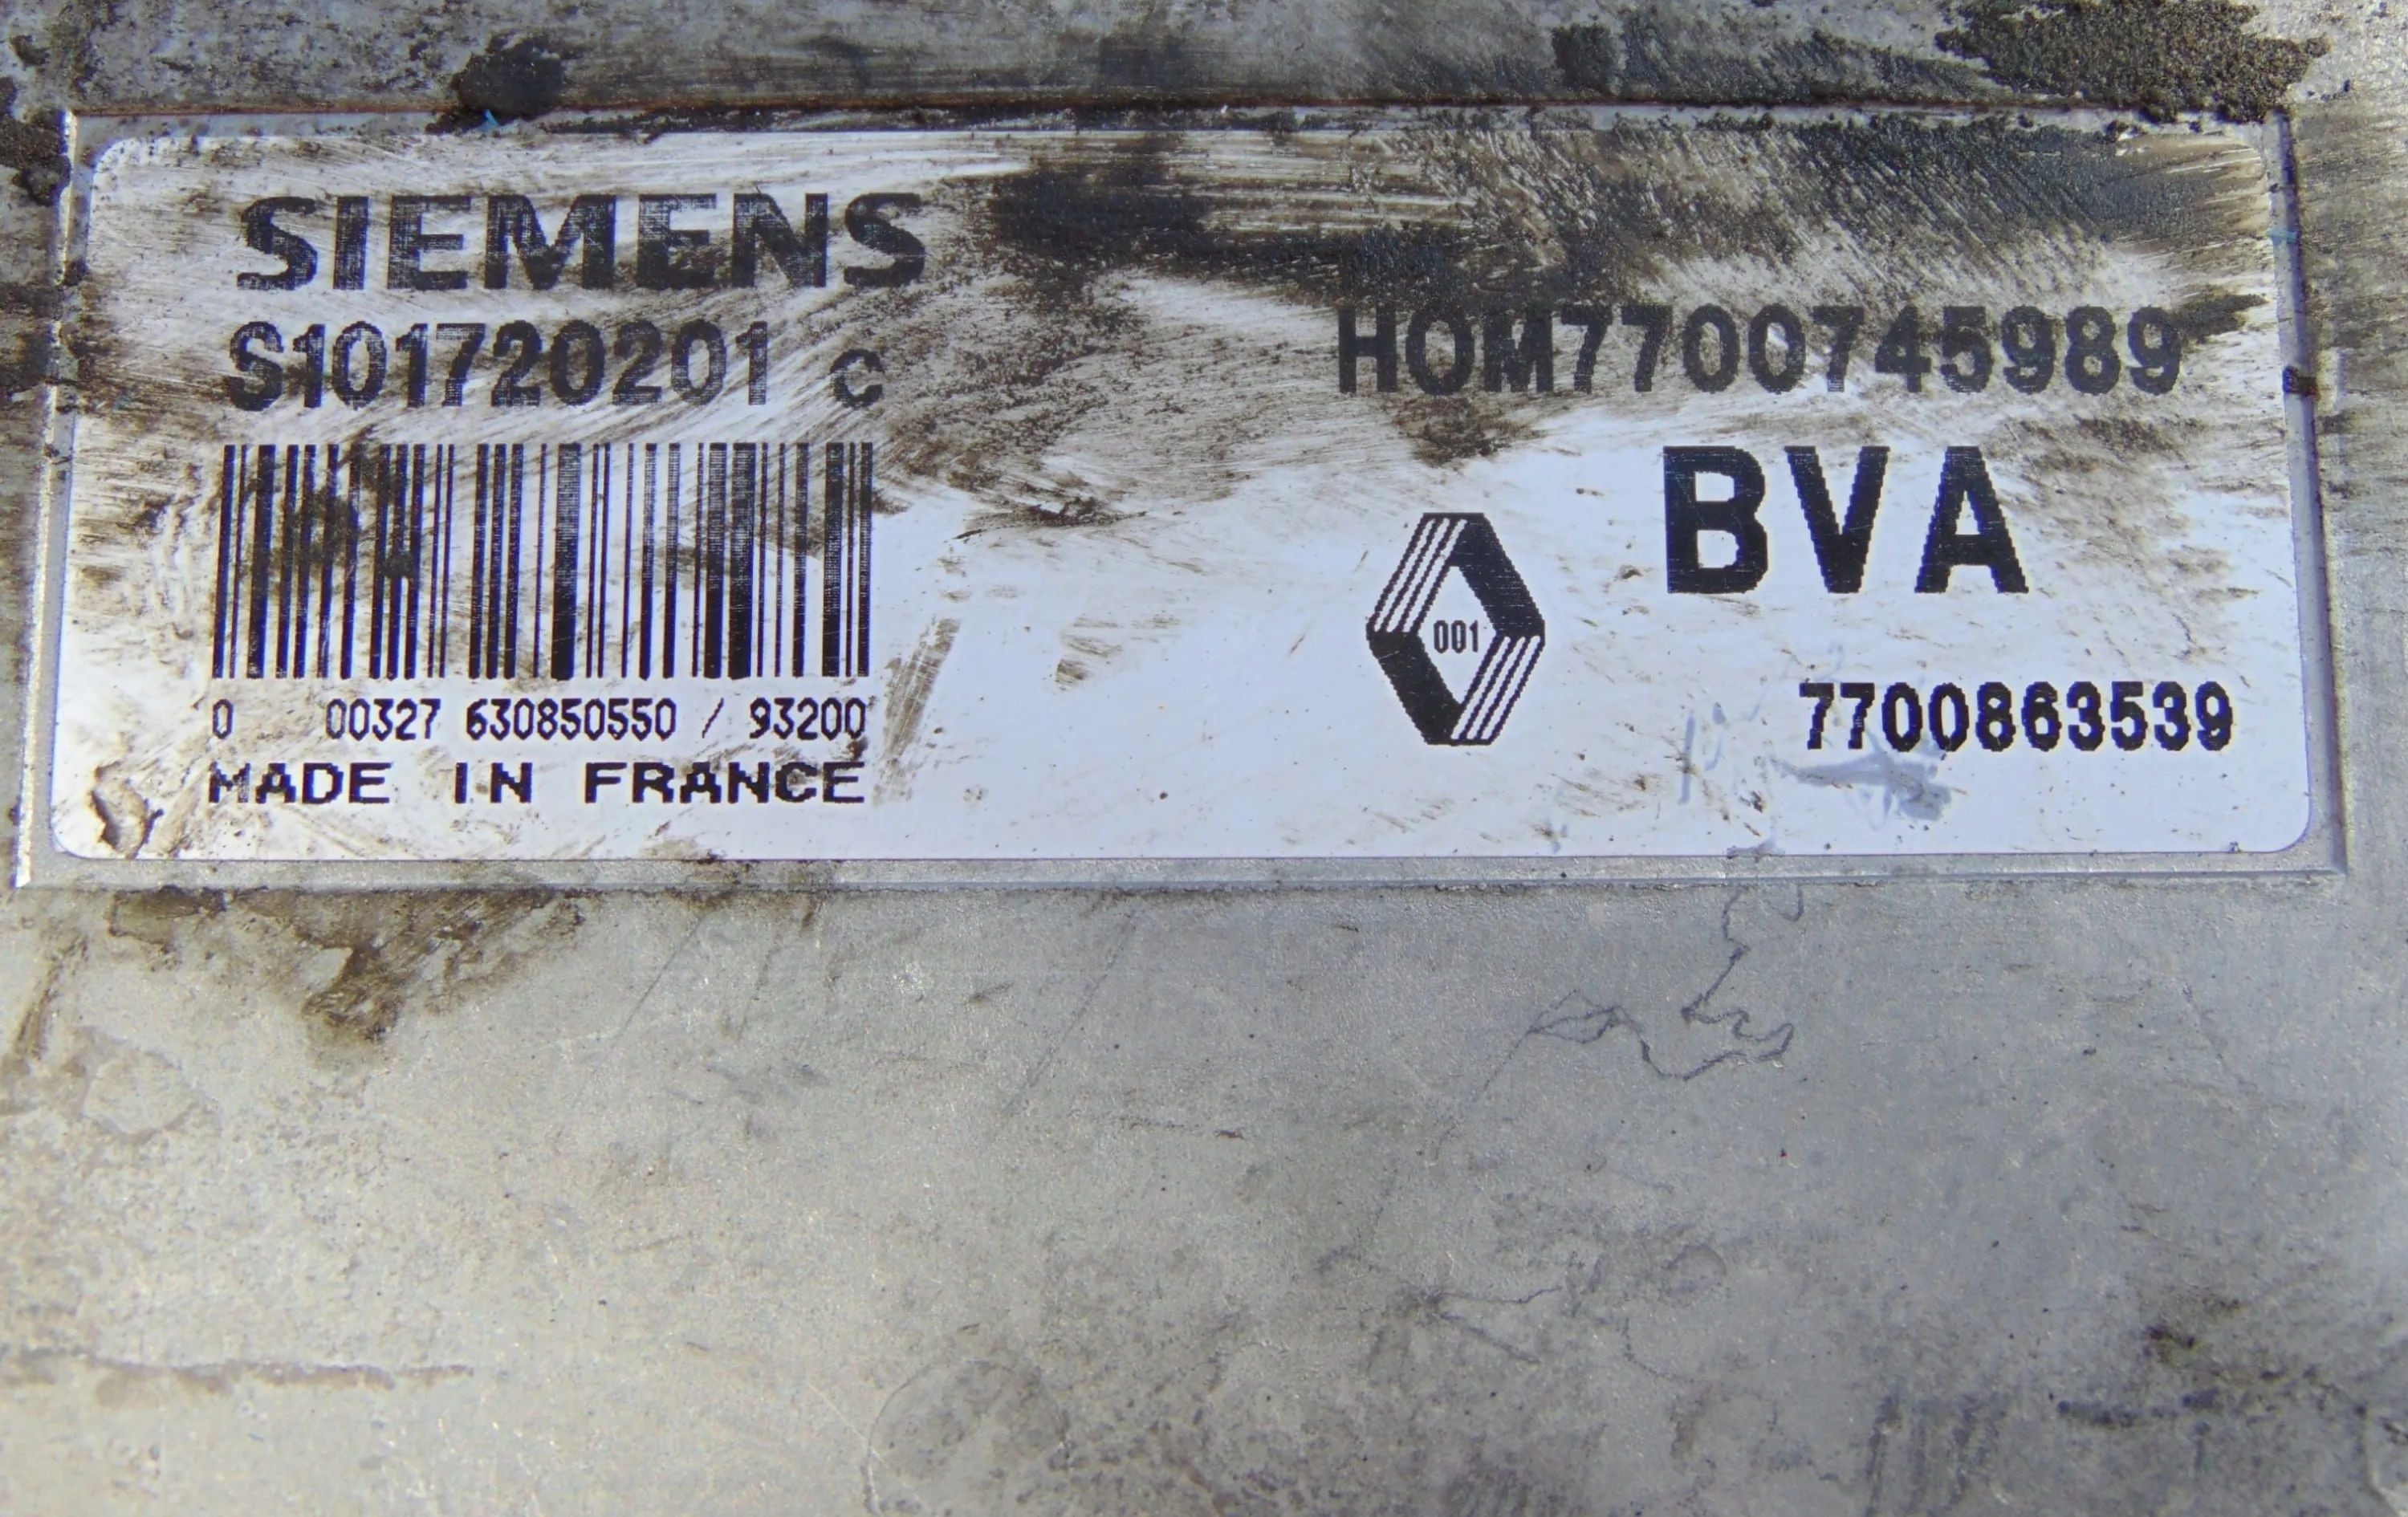 SIEMENS
S101720201 C
0 00327 630850550 / 93200
MADE IN FRANCE
HOM7700745989
BVA
001
7700863539